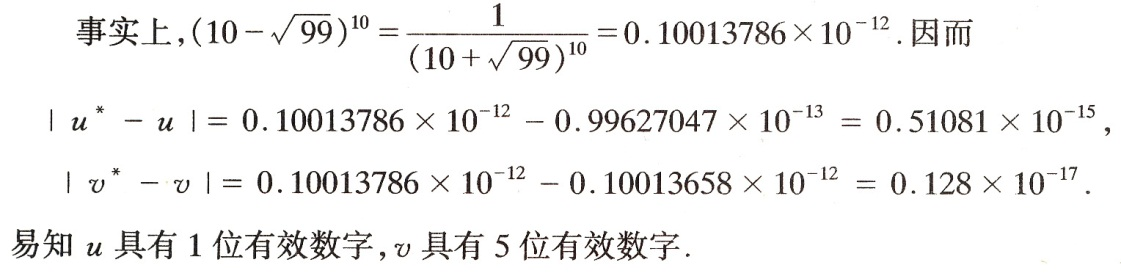 事实上,(10-√99)^10 = 1/(10+√99)^10 = 0.10013786×10^-12.因而
| u* - u | = 0.10013786 × 10^-12 - 0.99627047 × 10^-13 = 0.51081 × 10^-15,
| v* - v | = 0.10013786 × 10^-12 - 0.10013658 × 10^-12 = 0.128 × 10^-17.
易知 u 具有 1 位有效数字,v 具有 5 位有效数字.